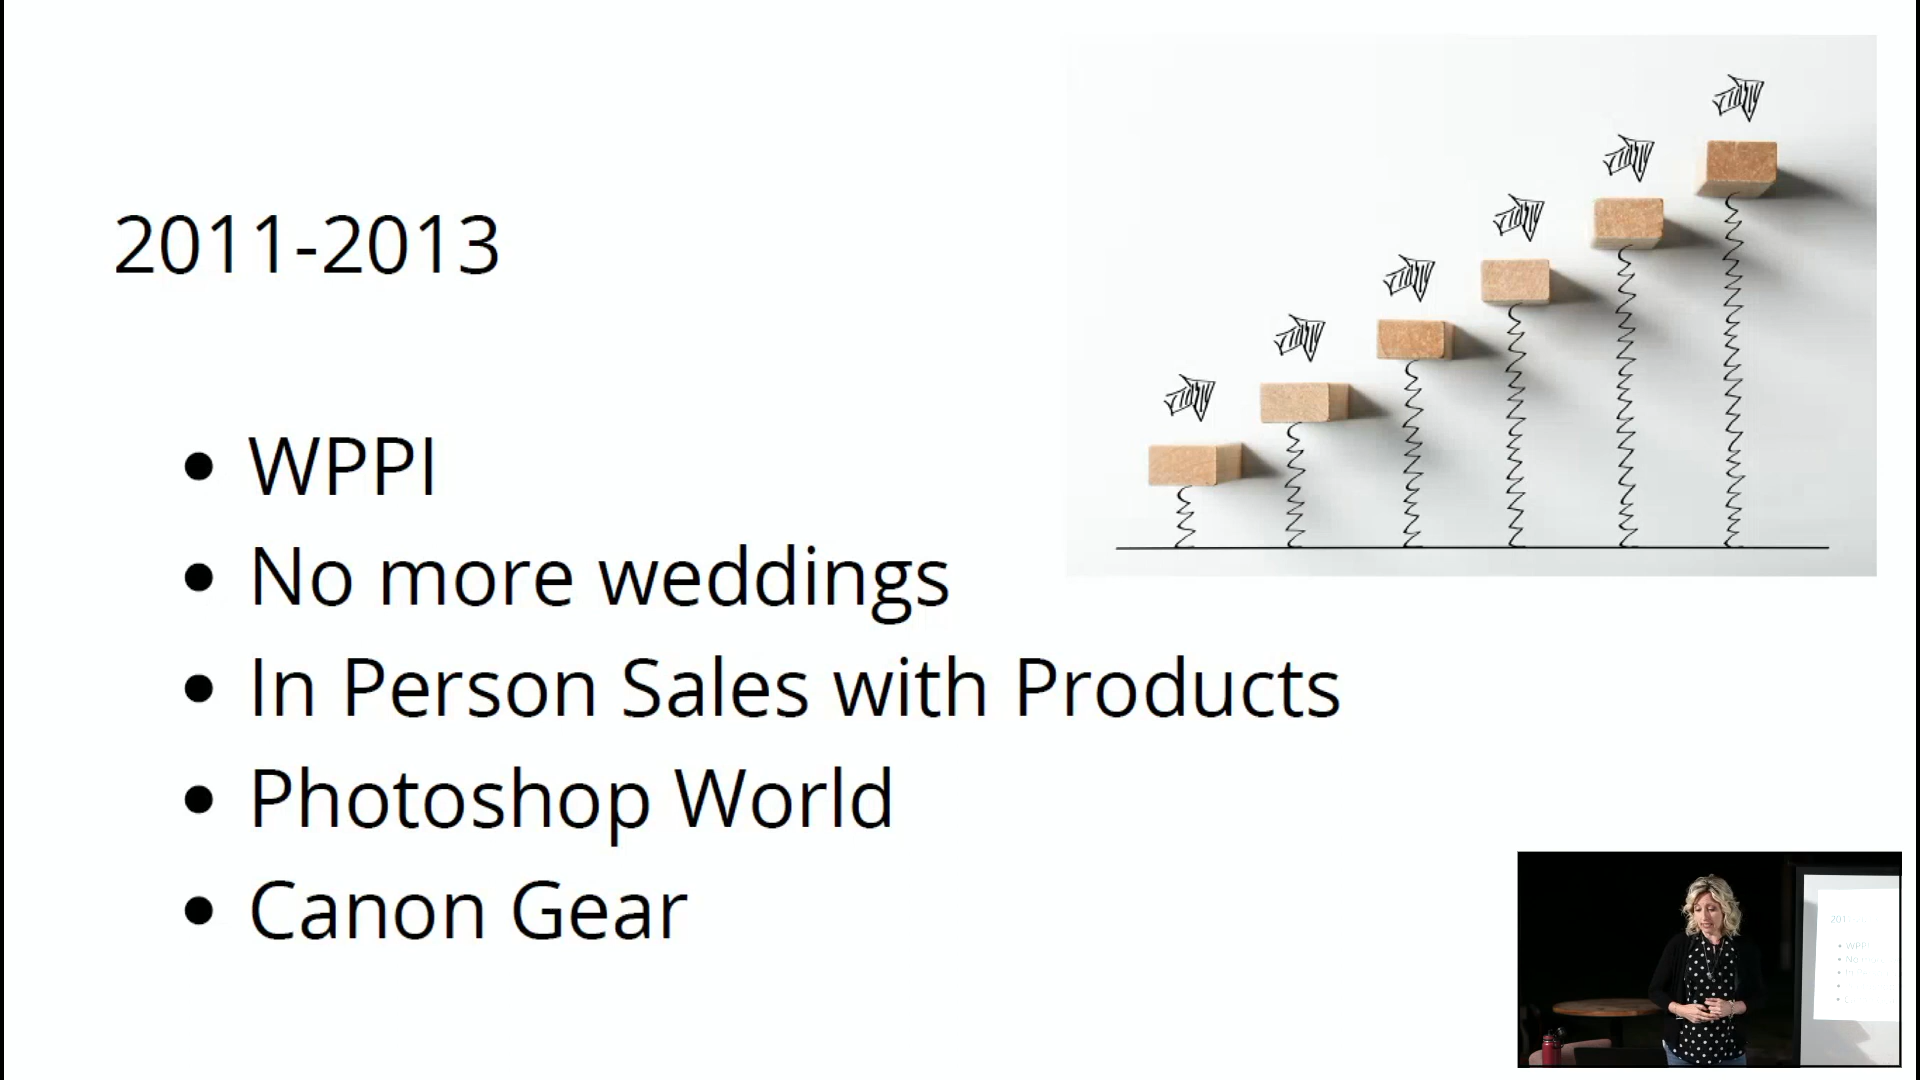 2011-2013
• WPPI
• No more weddings
• In Person Sales with Products
• Photoshop World
• Canon Gear